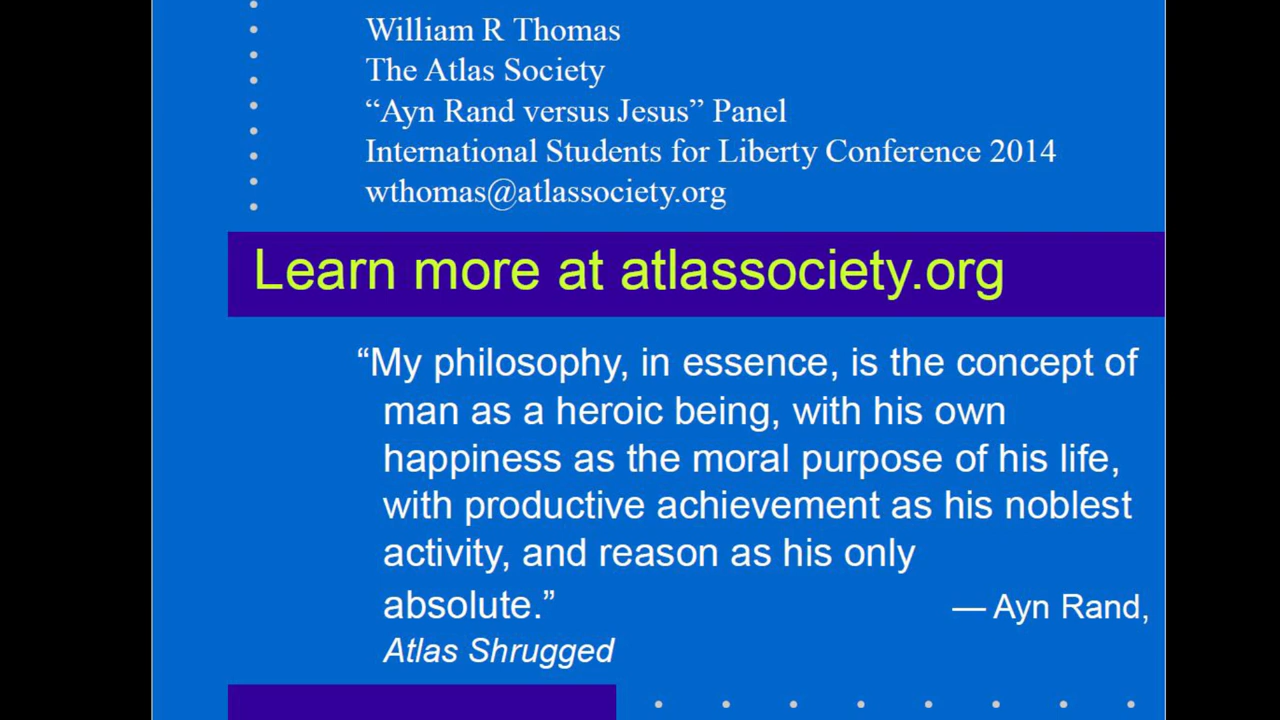 William R Thomas
The Atlas Society
“Ayn Rand versus Jesus” Panel
International Students for Liberty Conference 2014
wthomas@atlassociety.org
Learn more at atlassociety.org
“My philosophy, in essence, is the concept of
man as a heroic being, with his own
happiness as the moral purpose of his life,
with productive achievement as his noblest
activity, and reason as his only
absolute.” — Ayn Rand,
Atlas Shrugged